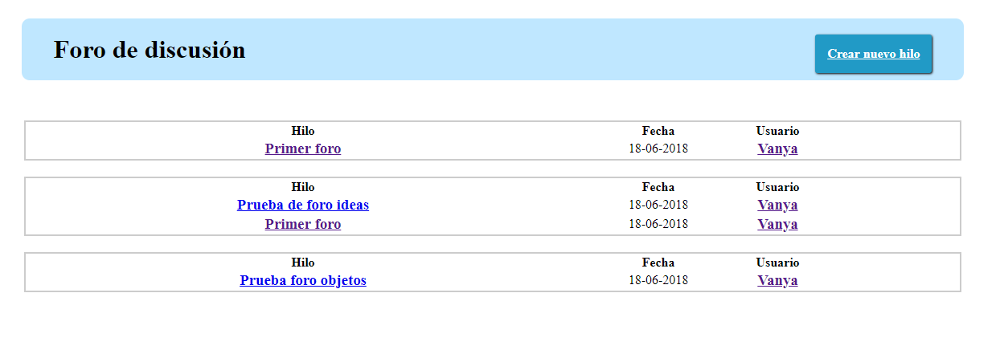 Foro de discusión
Crear nuevo hilo
Hilo Fecha Usuario
Primer foro 18-06-2018 Vanya
Hilo Fecha Usuario
Prueba de foro ideas 18-06-2018 Vanya
Primer foro 18-06-2018 Vanya
Hilo Fecha Usuario
Prueba foro objetos 18-06-2018 Vanya